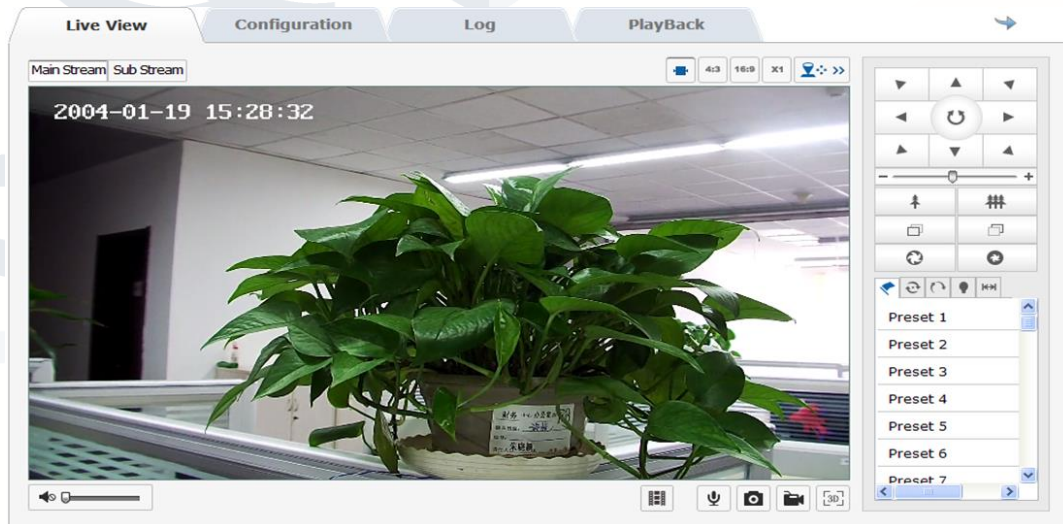 Live View
Configuration
Log
PlayBack
Main Stream
Sub Stream
4:3
16:9
X1
2004-01-19 15:28:32
3D
Preset 1
Preset 2
Preset 3
Preset 4
Preset 5
Preset 6
Preset 7